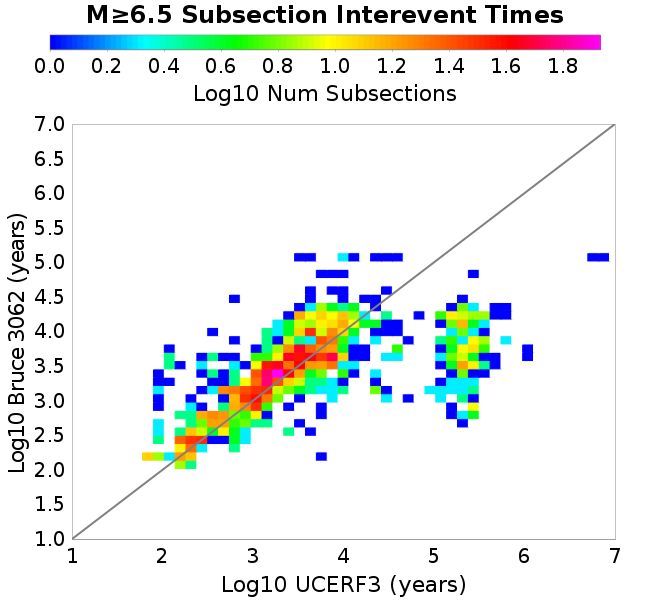 M≥6.5 Subsection Interevent Times
0.0 0.2 0.4 0.6 0.8 1.0 1.2 1.4 1.6 1.8
Log10 Num Subsections
Log10 Bruce 3062 (years)
7.0
6.5
6.0
5.5
5.0
4.5
4.0
3.5
3.0
2.5
2.0
1.5
1.0
1 2 3 4 5 6 7
Log10 UCERF3 (years)